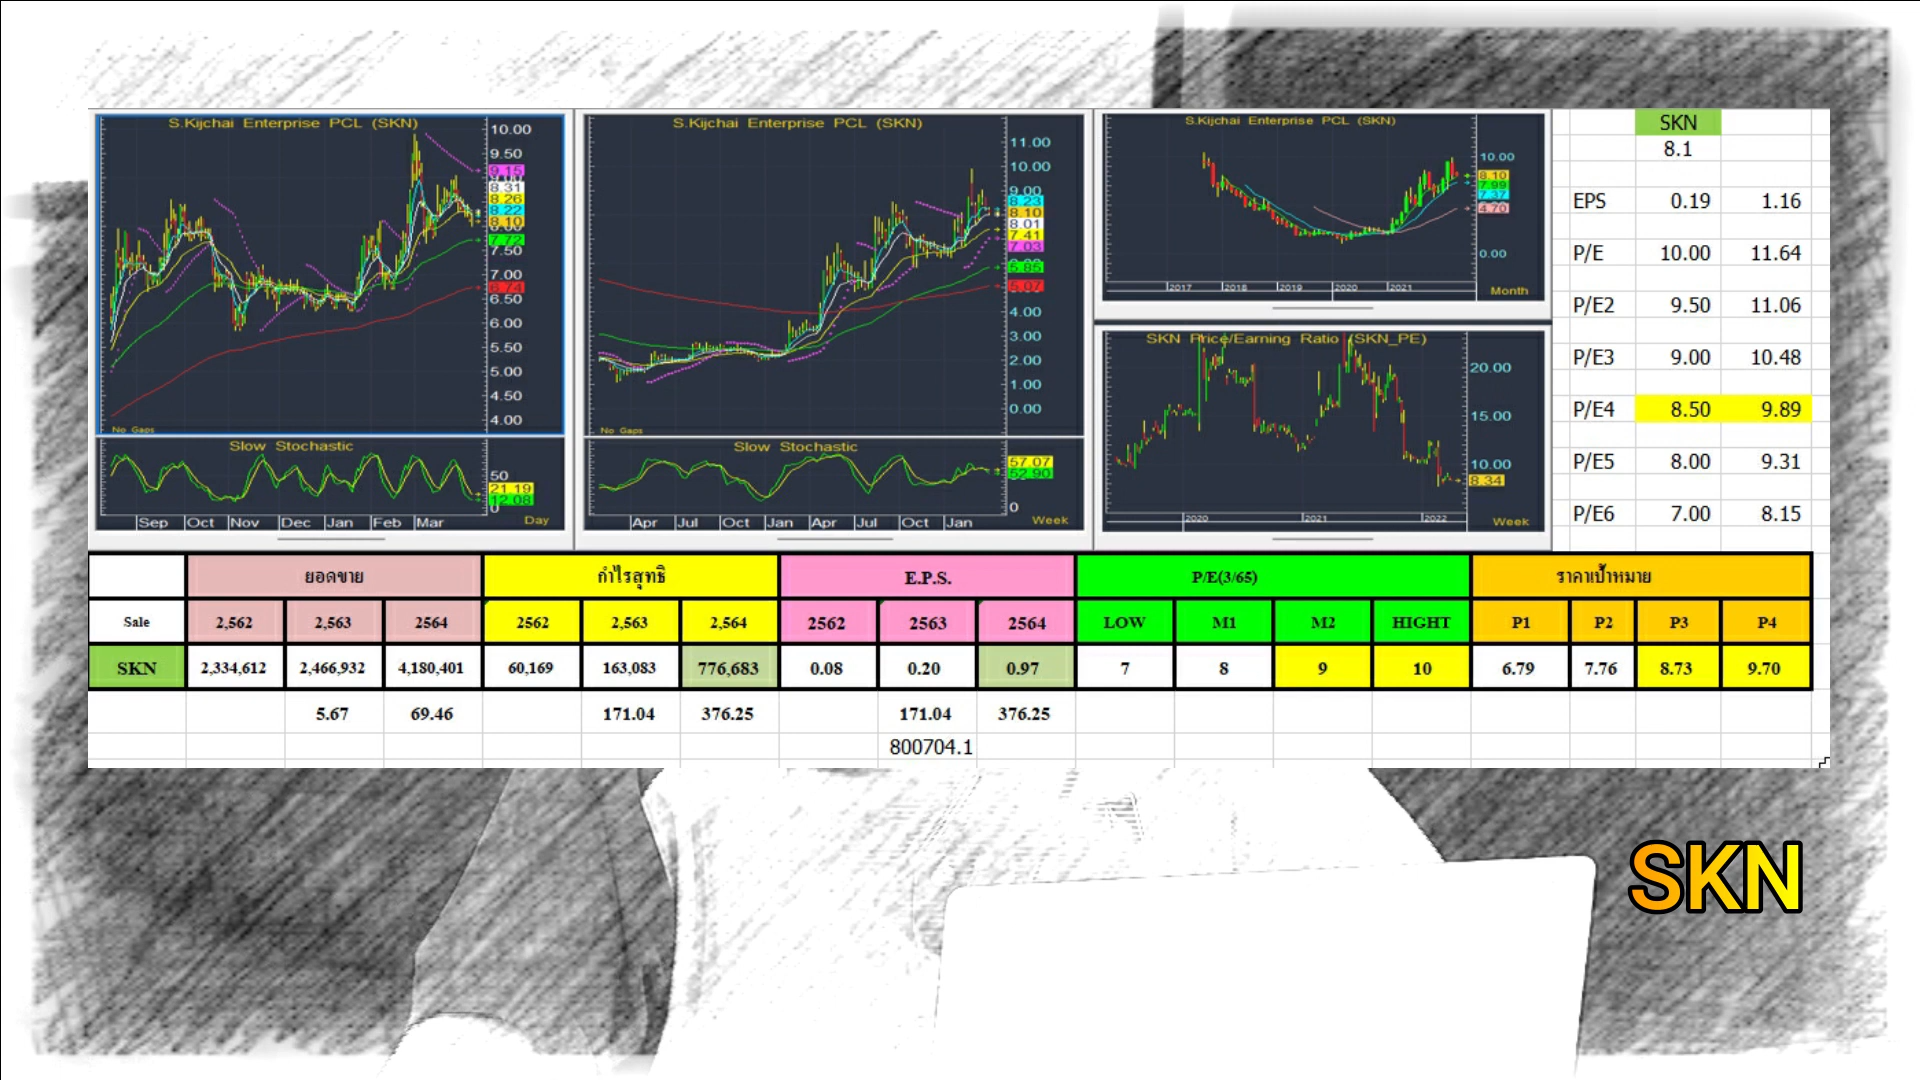 S.Kijchai Enterprise PCL (SKN)
10.00
9.50
9.15
9.00
8.31
8.26
8.22
8.10
8.00
7.72
7.50
7.00
6.74
6.50
6.00
5.50
5.00
4.50
4.00
No Gaps
Slow Stochastic
50
21.19
12.08
0
Sep Oct Nov Dec Jan Feb Mar Day
S.Kijchai Enterprise PCL (SKN)
11.00
10.00
9.00
8.23
8.10
8.01
7.41
7.03
5.85
5.07
4.00
3.00
2.00
1.00
0.00
No Gaps
Slow Stochastic
57.07
52.90
0
Apr Jul Oct Jan Apr Jul Oct Jan Week
S.Kijchai Enterprise PCL (SKN)
10.00
8.10
7.99
7.37
4.70
0.00
2017 2018 2019 2020 2021 Month
SKN Price/Earning Ratio (SKN_PE)
20.00
15.00
10.00
8.34
2020 2021 2022 Week
SKN
8.1
EPS 0.19 1.16
P/E 10.00 11.64
P/E2 9.50 11.06
P/E3 9.00 10.48
P/E4 8.50 9.89
P/E5 8.00 9.31
P/E6 7.00 8.15
ยอดขาย กำไรสุทธิ E.P.S. P/E(3/65) ราคาเป้าหมาย
Sale 2,562 2,563 2564 2562 2,563 2,564 2562 2563 2564 LOW M1 M2 HIGHT P1 P2 P3 P4
SKN 2,334,612 2,466,932 4,180,401 60,169 163,083 776,683 0.08 0.20 0.97 7 8 9 10 6.79 7.76 8.73 9.70
5.67 69.46 171.04 376.25 171.04 376.25
800704.1
SKN